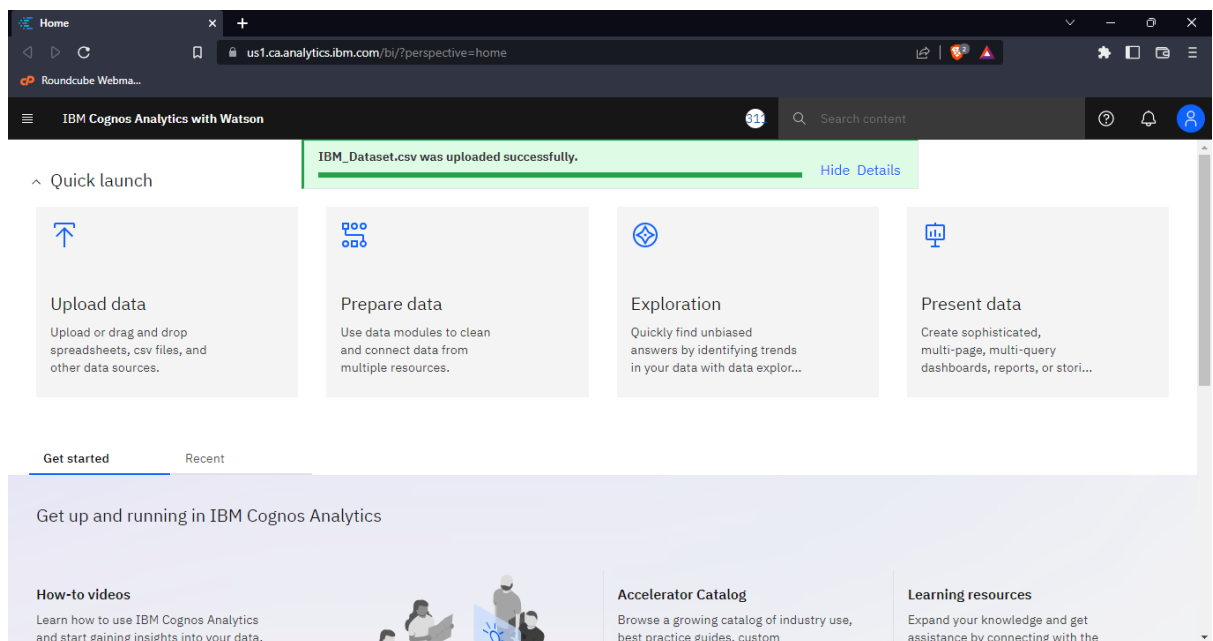 Home
us1.ca.analytics.ibm.com/bi/?perspective=home
2
cP Roundcube Webma...
IBM Cognos Analytics with Watson
311
Search content
IBM_Dataset.csv was uploaded successfully.
Hide Details
Quick launch
Upload data
Upload or drag and drop
spreadsheets, csv files, and
other data sources.
Prepare data
Use data modules to clean
and connect data from
multiple resources.
Exploration
Quickly find unbiased
answers by identifying trends
in your data with data explor...
Present data
Create sophisticated,
multi-page, multi-query
dashboards, reports, or stori...
Get started
Recent
Get up and running in IBM Cognos Analytics
How-to videos
Learn how to use IBM Cognos Analytics
and start gaining insights into your data.
Accelerator Catalog
Browse a growing catalog of industry use,
best practice guides, custom
Learning resources
Expand your knowledge and get
assistance by connecting with the